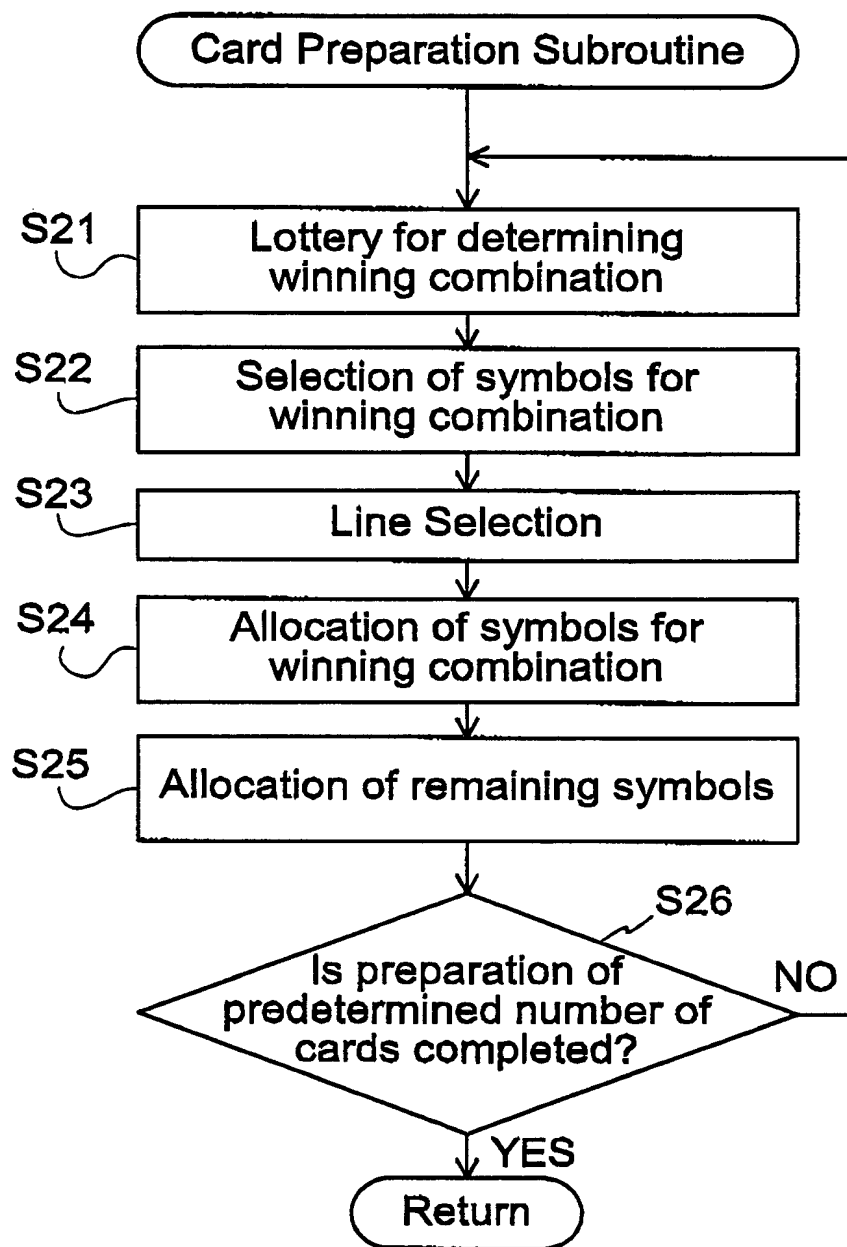 Card Preparation Subroutine
S21
Lottery for determining
winning combination
S22
Selection of symbols for
winning combination
S23
Line Selection
S24
Allocation of symbols for
winning combination
S25
Allocation of remaining symbols
S26
Is preparation of
predetermined number of
cards completed?
NO
YES
Return